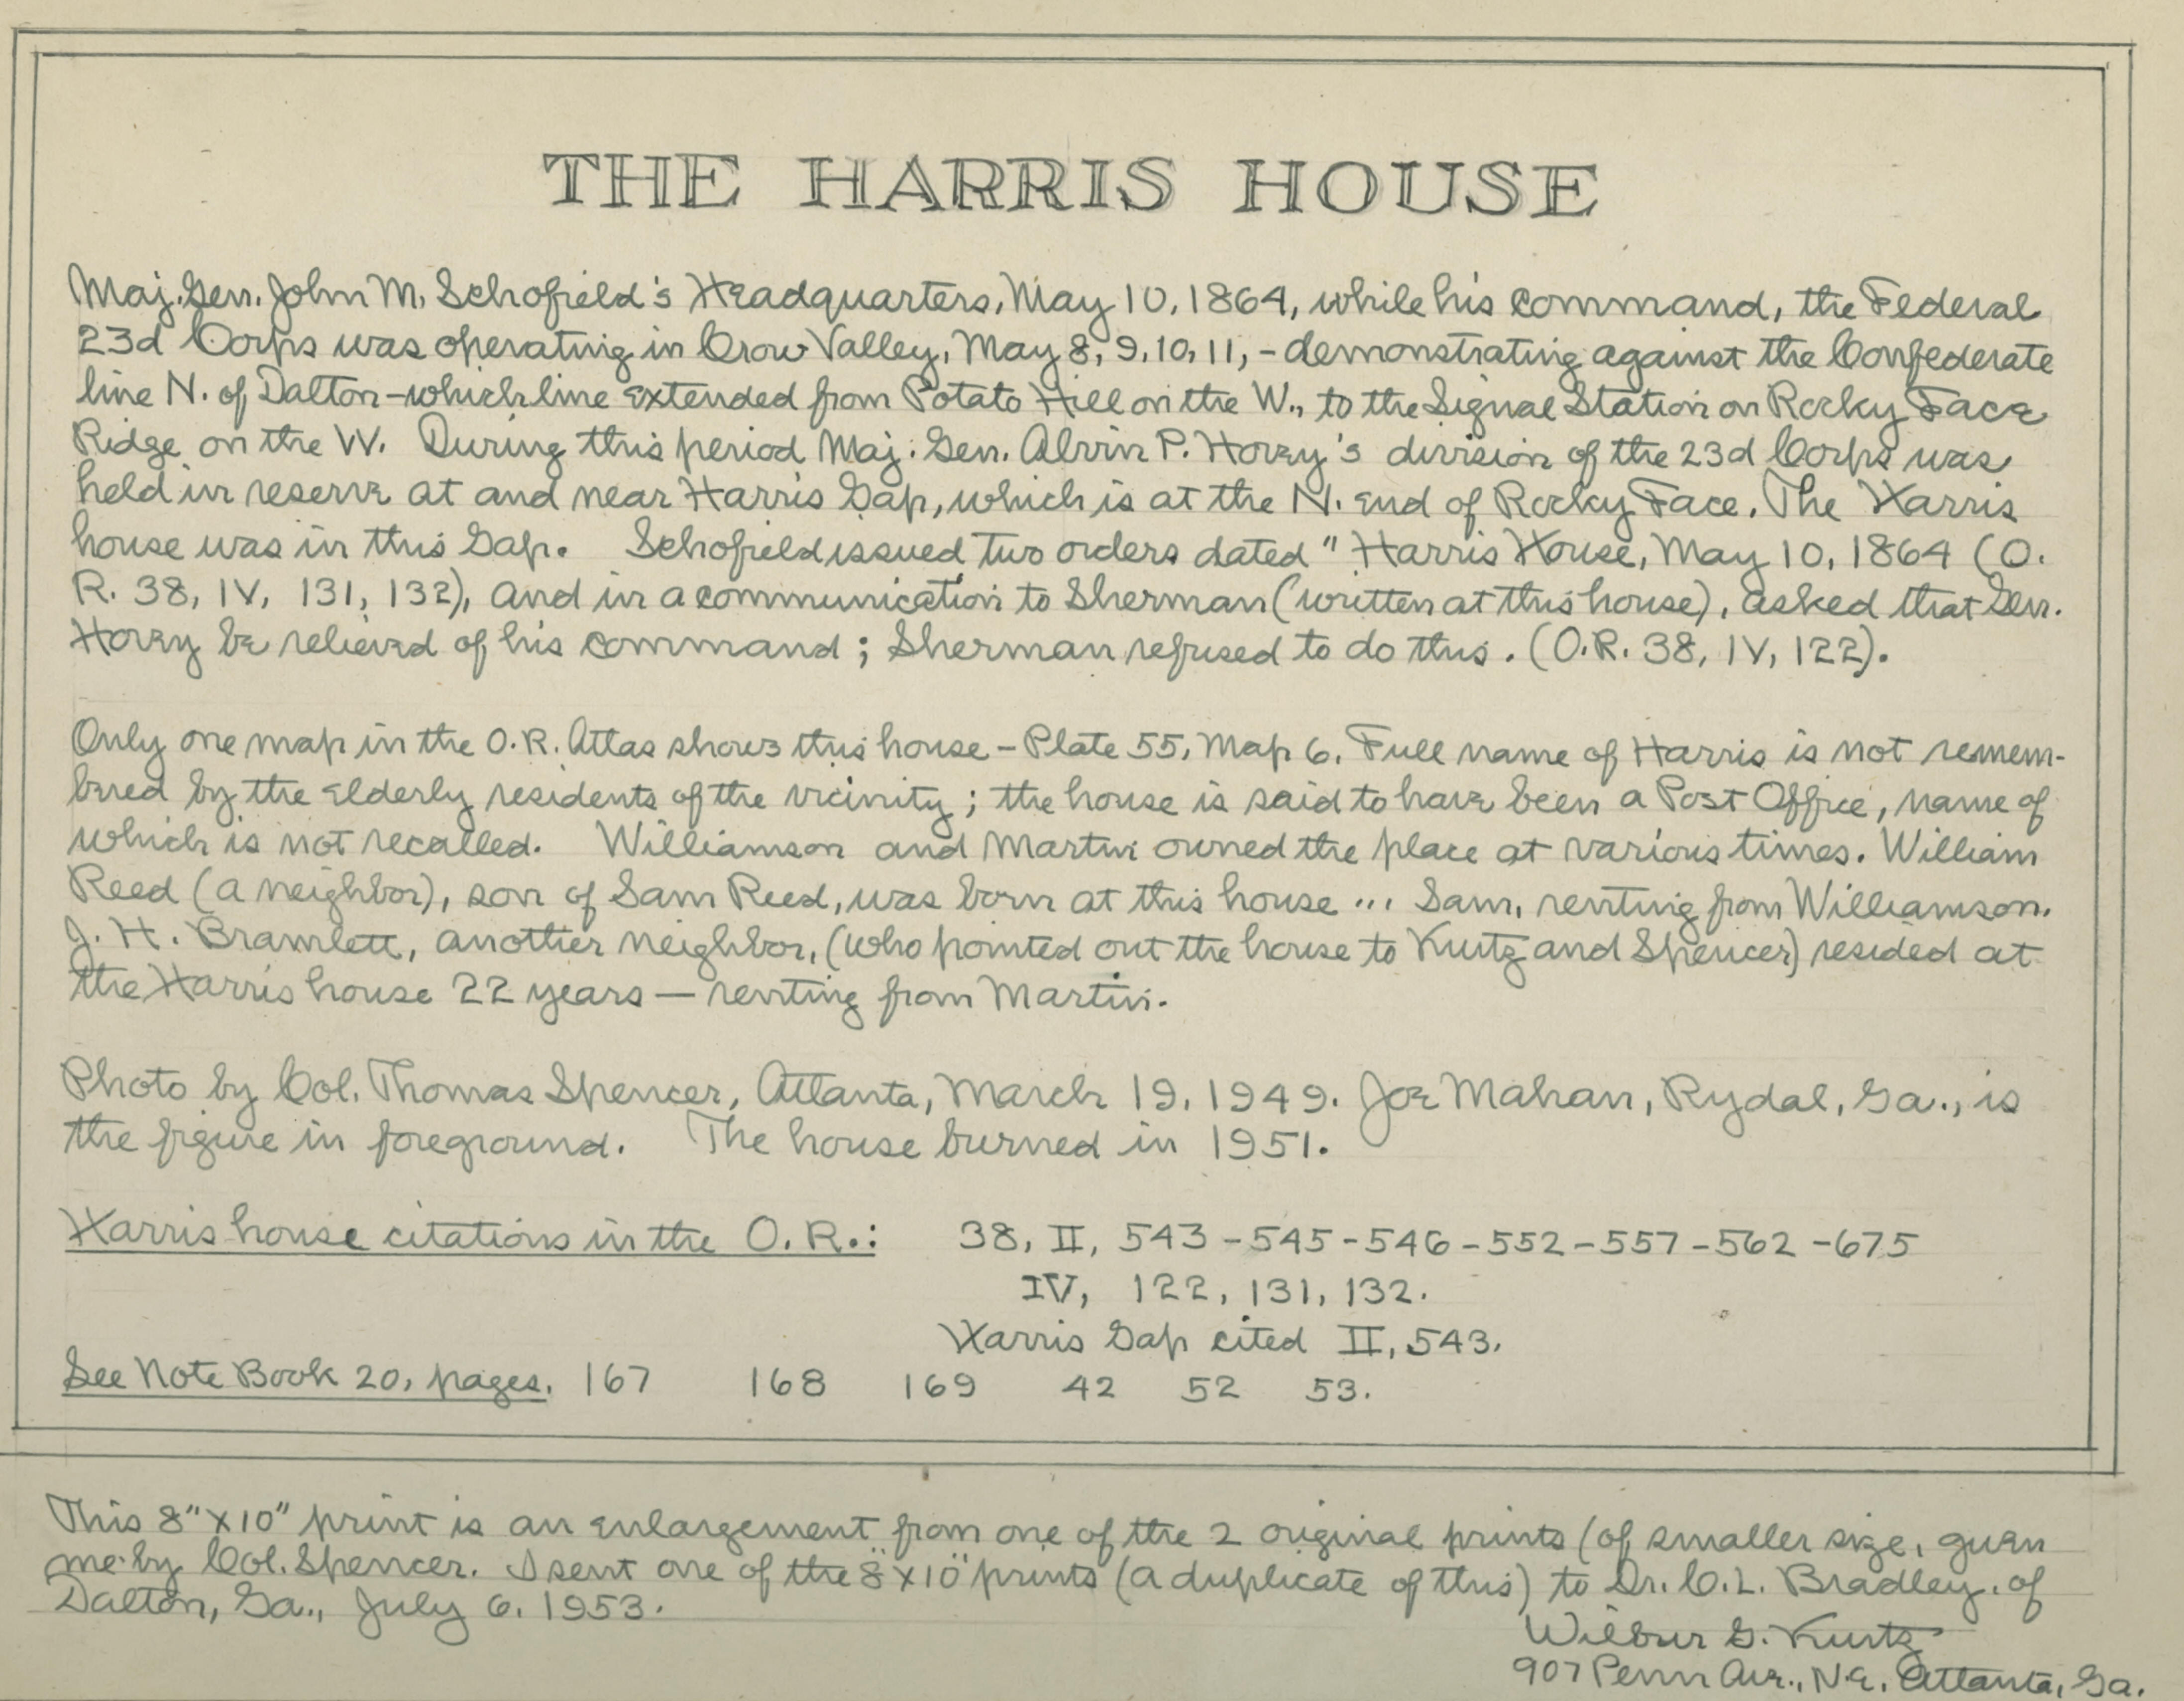 THE HARRIS HOUSE
Maj. Gen. John M. Schofield's Headquarters, May 10, 1864, while his command, the Federal
23d Corps was operating in Crow Valley, May 8, 9, 10, 11, - demonstrating against the Confederate
line N. of Dalton - which line extended from Potato Hill on the W., to the Signal Station on Rocky Face
Ridge on the W. During this period Maj. Gen. Alvin P. Hovey's division of the 23d Corps was
held in reserve at and near Harris Gap, which is at the N. end of Rocky Face. The Harris
house was in this Gap. Schofield issued two orders dated " Harris House, May 10, 1864 (O.
R. 38, IV, 131, 132), and in a communication to Sherman (written at this house), asked that Gen.
Hovey be relieved of his command; Sherman refused to do this. (O.R. 38, IV, 122).
Only one map in the O.R. Atlas shows this house - Plate 55, Map 6. Full name of Harris is not remem-
bered by the elderly residents of the vicinity; the house is said to have been a Post Office, name of
which is not recalled. Williamson and Martin owned the place at various times. William
Reed (a neighbor), son of Sam Reed, was born at this house ... Sam, renting from Williamson.
J. H. Bramlett, another neighbor, (who pointed out the house to Kurtz and Spencer) resided at
the Harris house 22 years — renting from Martin.
Photo by Col. Thomas Spencer, Atlanta, March 19, 1949. Joe Mahan, Rydal, Ga., is
the figure in foreground. The house burned in 1951.
Harris house citations in the O. R.: 38, II, 543 - 545 - 546 - 552 - 557 - 562 - 675
IV, 122, 131, 132.
Harris Gap cited II, 543.
See Note Book 20, pages, 167 168 169 42 52 53.
This 8" x 10" print is an enlargement from one of the 2 original prints (of smaller size, given
me by Col. Spencer. I sent one of the 8" x 10" prints (a duplicate of this) to Dr. C. L. Bradley, of
Dalton, Ga., July 6, 1953.
Wilbur G. Kurtz
907 Penn Ave., N.E. Atlanta, Ga.